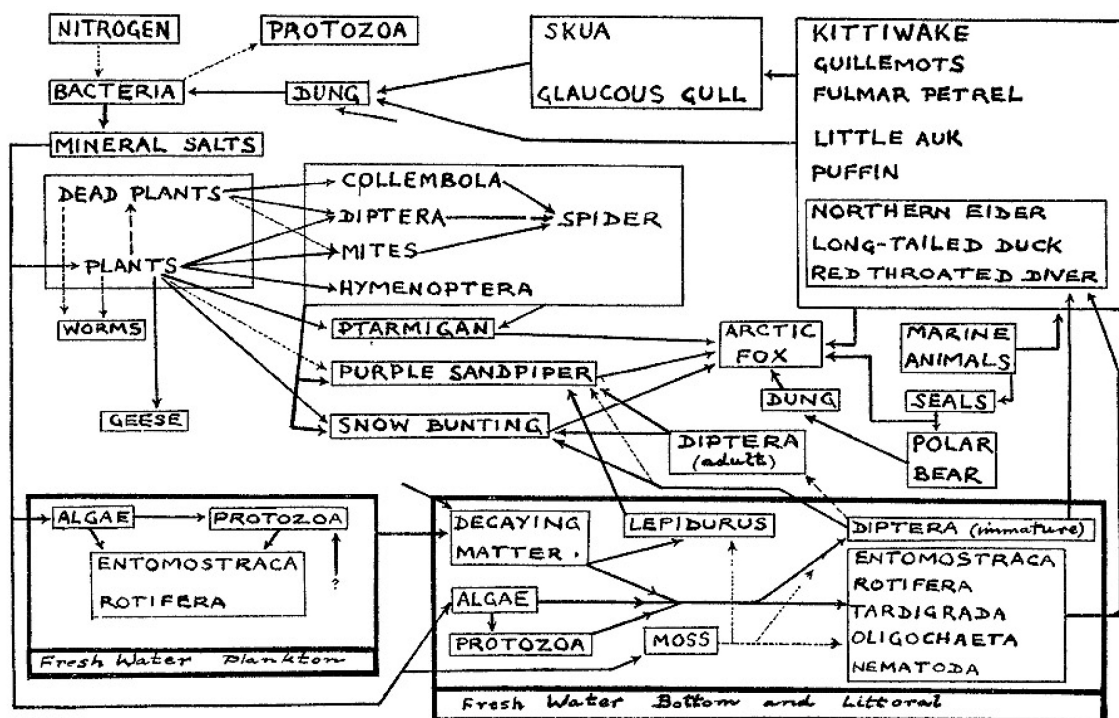 NITROGEN
PROTOZOA
BACTERIA
DUNG
MINERAL SALTS
SKUA
GLAUCOUS GULL
KITTIWAKE
GUILLEMOTS
FULMAR PETREL
LITTLE AUK
PUFFIN
NORTHERN EIDER
LONG-TAILED DUCK
RED THROATED DIVER
DEAD PLANTS
PLANTS
WORMS
GEESE
COLLEMBOLA
DIPTERA
MITES
HYMENOPTERA
SPIDER
PTARMIGAN
PURPLE SANDPIPER
SNOW BUNTING
ARCTIC
FOX
MARINE
ANIMALS
DUNG
SEALS
POLAR
BEAR
DIPTERA
(adult)
ALGAE
PROTOZOA
ENTOMOSTRACA
ROTIFERA
?
Fresh Water Plankton
DECAYING
MATTER.
LEPIDURUS
DIPTERA (immature)
ALGAE
PROTOZOA
MOSS
ENTOMOSTRACA
ROTIFERA
TARDIGRADA
OLIGOCHAETA
NEMATODA
Fresh Water Bottom and Littoral